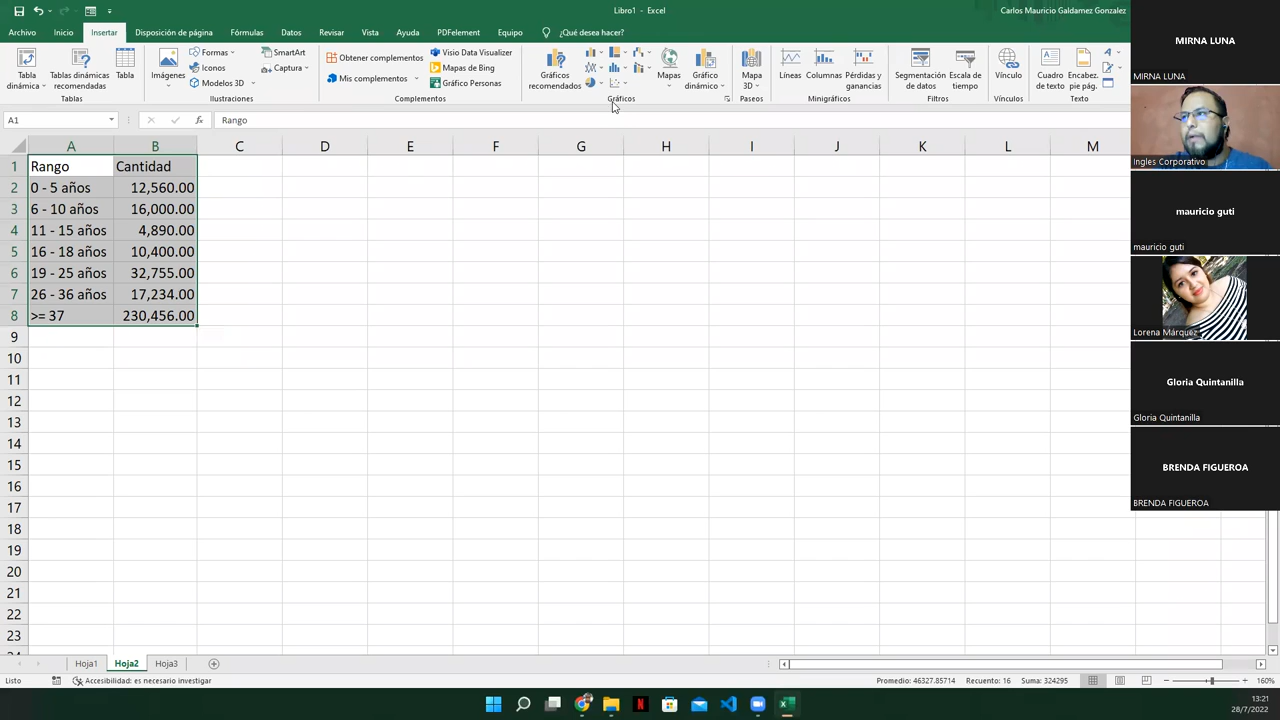 Libro1 - Excel
Carlos Mauricio Galdamez Gonzalez
Archivo Inicio Insertar Disposición de página Fórmulas Datos Revisar Vista Ayuda PDFelement Power Pivot ¿Qué desea hacer?
Tabla dinámica
Tablas dinámicas recomendadas
Tabla
Tablas
Imágenes
Formas
Iconos
Modelos 3D
SmartArt
Captura
Ilustraciones
Obtener complementos
Mis complementos
Visio Data Visualizer
Mapas de Bing
Gráfico Personas
Complementos
Gráficos recomendados
Mapas
Gráfico dinámico
Gráficos
Mapa 3D
Paseos
Líneas
Columnas
Pérdidas y ganancias
Minigráficos
Segmentación de datos
Escala de tiempo
Filtros
Vínculo
Vínculos
Cuadro de texto
Encabez. pie pág.
Texto
A1
fx
Rango
A B C D E F G H I J K L M
1 Rango Cantidad
2 0 - 5 años 12,560.00
3 6 - 10 años 16,000.00
4 11 - 15 años 4,890.00
5 16 - 18 años 10,400.00
6 19 - 25 años 32,755.00
7 26 - 36 años 17,234.00
8 >= 37 230,456.00
9
10
11
12
13
14
15
16
17
18
19
20
21
22
23
MIRNA LUNA
MIRNA LUNA
Ingles Corporativo
mauricio guti
mauricio guti
Lorena Márquez
Gloria Quintanilla
Gloria Quintanilla
BRENDA FIGUEROA
BRENDA FIGUEROA
Hoja1 Hoja2 Hoja3
Listo
Accesibilidad: es necesario investigar
Promedio: 46327.85714 Recuento: 16 Suma: 324295
160%
13:21
28/7/2022